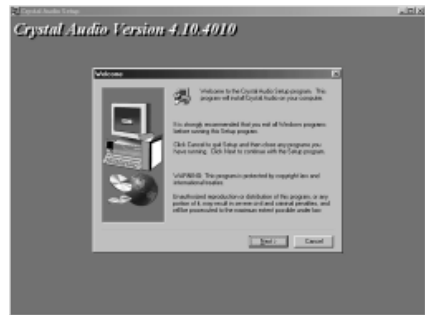 Crystal Audio Setup
Crystal Audio Version 4.10.4010
Welcome
Welcome to the Crystal Audio Setup program. This
program will install Crystal Audio on your computer.
It is strongly recommended that you exit all Windows programs
before running this Setup program.
Click Cancel to quit Setup and then close any programs you
have running. Click Next to continue with the Setup program.
WARNING: This program is protected by copyright law and
international treaties.
Unauthorized reproduction or distribution of this program, or any
portion of it, may result in severe civil and criminal penalties, and
will be prosecuted to the maximum extent possible under law.
Next >
Cancel